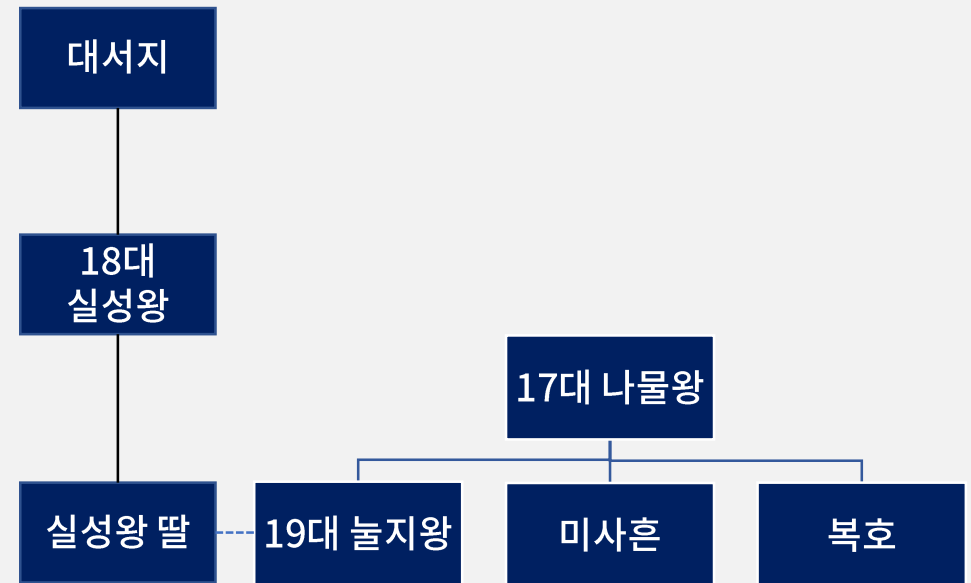 대서지
18대
실성왕
17대 나물왕
실성왕 딸
19대 눌지왕
미사흔
복호